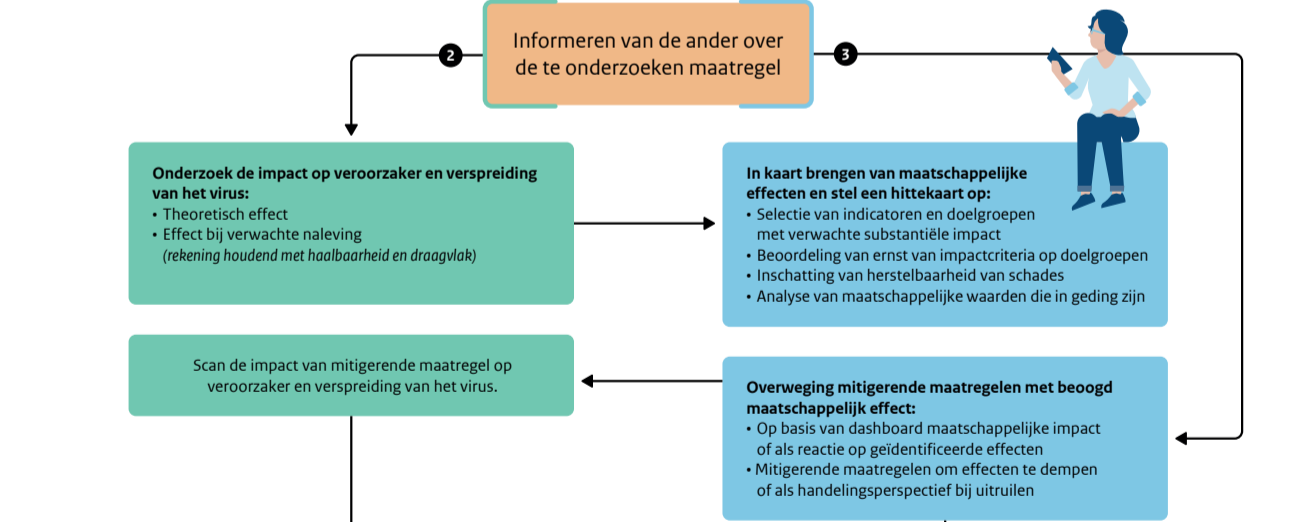 Informeren van de ander over
de te onderzoeken maatregel
2
3
Onderzoek de impact op veroorzaker en verspreiding
van het virus:
• Theoretisch effect
• Effect bij verwachte naleving
(rekening houdend met haalbaarheid en draagvlak)
In kaart brengen van maatschappelijke
effecten en stel een hittekaart op:
• Selectie van indicatoren en doelgroepen
met verwachte substantiële impact
• Beoordeling van ernst van impactcriteria op doelgroepen
• Inschatting van herstelbaarheid van schades
• Analyse van maatschappelijke waarden die in geding zijn
Scan de impact van mitigerende maatregel op
veroorzaker en verspreiding van het virus.
Overweging mitigerende maatregelen met beoogd
maatschappelijk effect:
• Op basis van dashboard maatschappelijke impact
of als reactie op geïdentificeerde effecten
• Mitigerende maatregelen om effecten te dempen
of als handelingsperspectief bij uitruilen